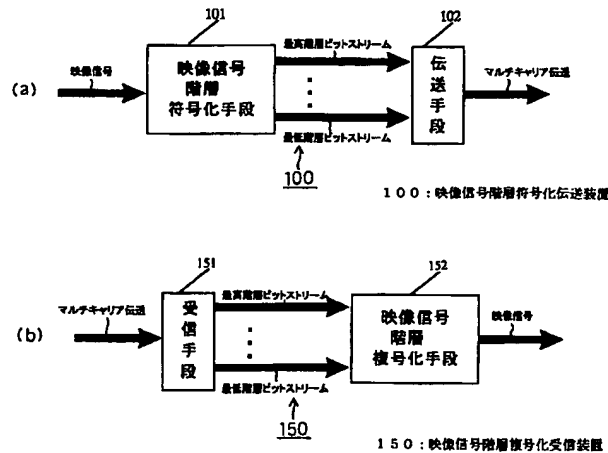 101
102
(a)
映像信号
映像信号
階層
符号化手段
最高階層ビットストリーム
最低階層ビットストリーム
伝送手段
マルチキャリア伝送
100
100:映像信号階層符号化伝送装置
151
152
(b)
マルチキャリア伝送
受信手段
最高階層ビットストリーム
最低階層ビットストリーム
映像信号
階層
複号化手段
映像信号
150
150:映像信号階層複号化受信装置